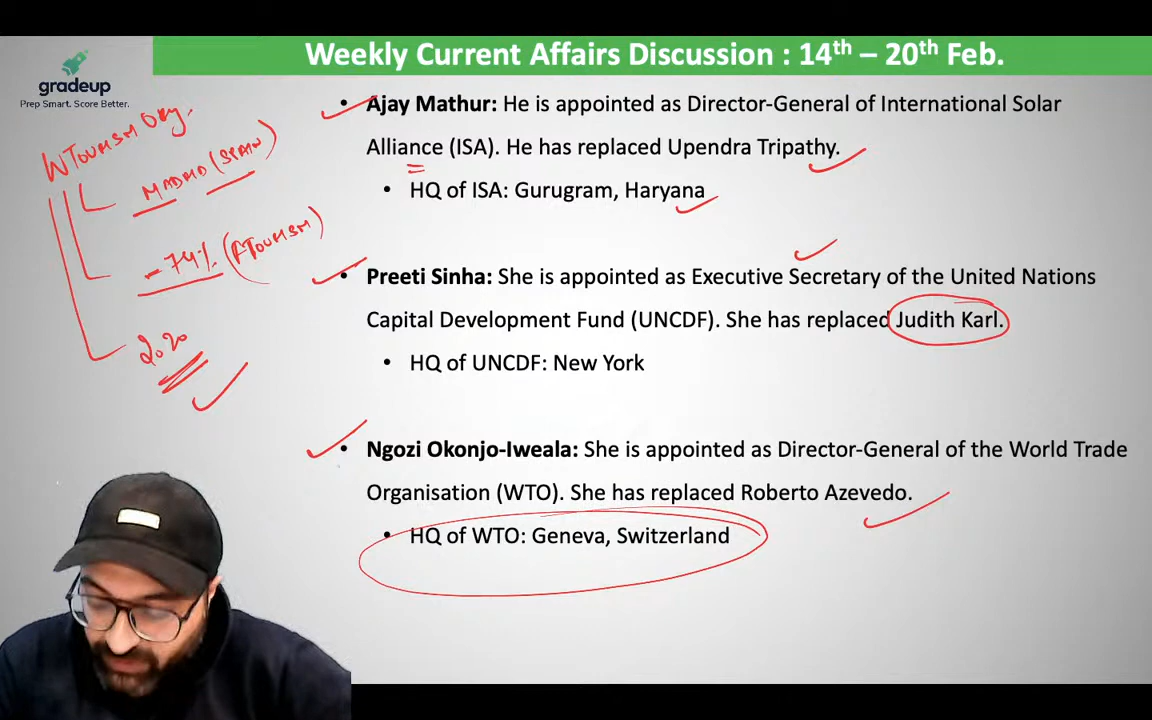 Weekly Current Affairs Discussion : 14th – 20th Feb.
gradeup
Prep Smart. Score Better.
WTOURISM Org.
MADRID (SPAIN)
-74% (FTOURISM)
2020
• Ajay Mathur: He is appointed as Director-General of International Solar
Alliance (ISA). He has replaced Upendra Tripathy.
• HQ of ISA: Gurugram, Haryana
• Preeti Sinha: She is appointed as Executive Secretary of the United Nations
Capital Development Fund (UNCDF). She has replaced Judith Karl.
• HQ of UNCDF: New York
• Ngozi Okonjo-Iweala: She is appointed as Director-General of the World Trade
Organisation (WTO). She has replaced Roberto Azevedo.
• HQ of WTO: Geneva, Switzerland